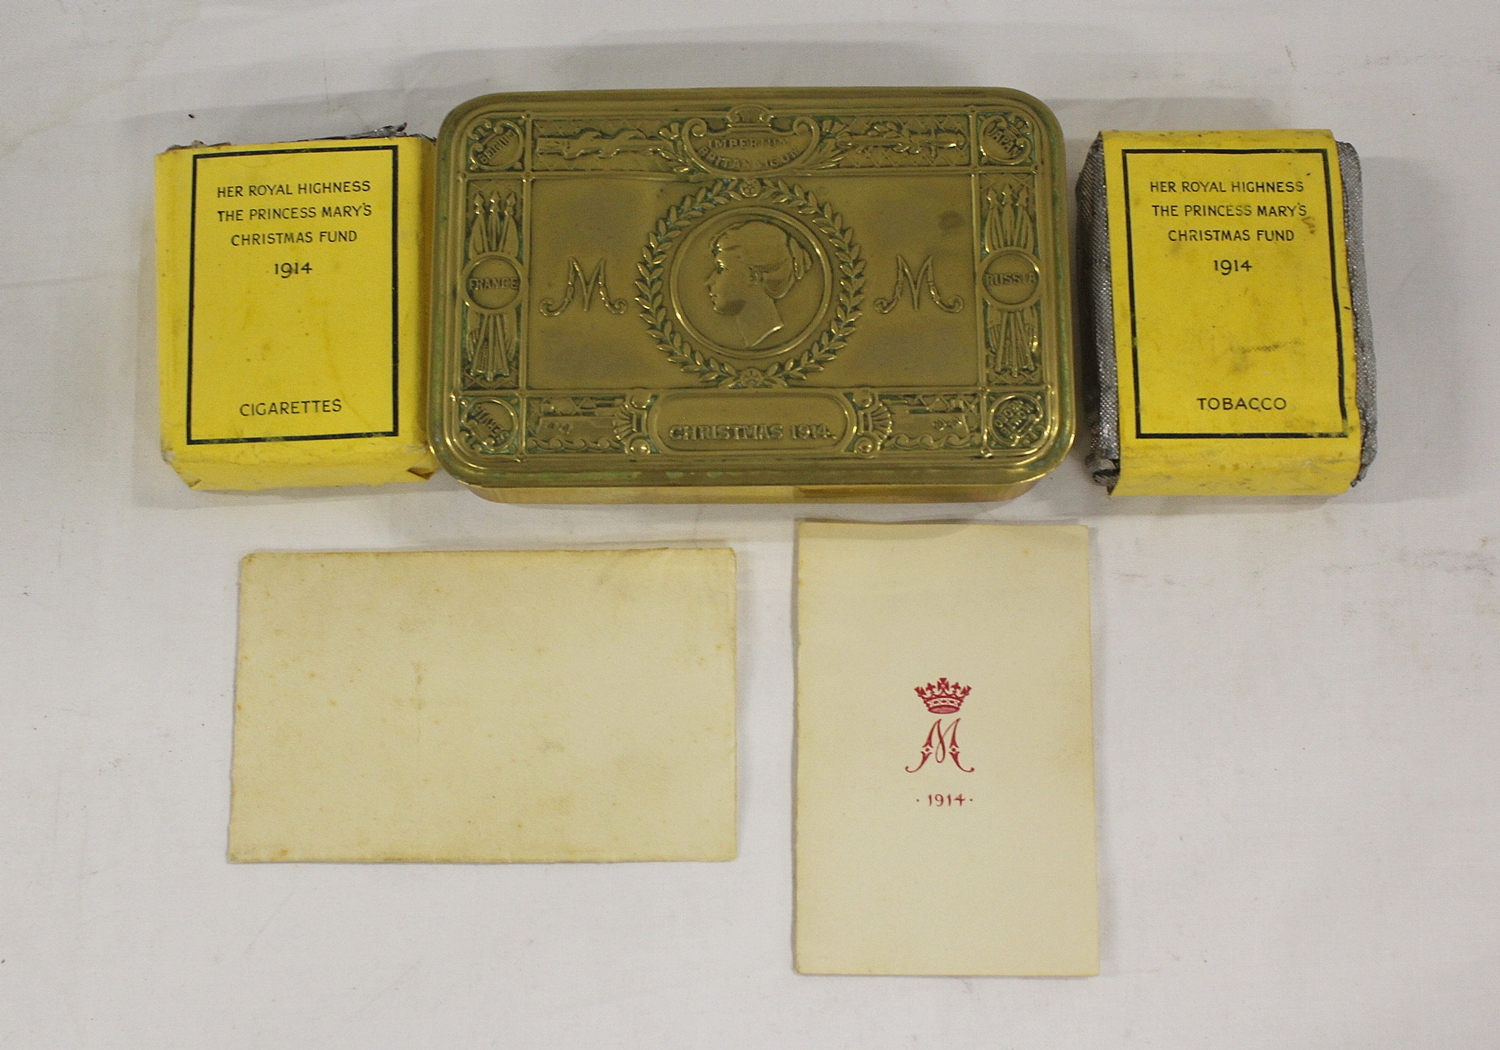 HER ROYAL HIGHNESS
THE PRINCESS MARY'S
CHRISTMAS FUND
1914
CIGARETTES
IMPERIUM
BRITANNICUM
JAPAN
M
M
FRANCE
RUSSIA
CHRISTMAS 1914.
HER ROYAL HIGHNESS
THE PRINCESS MARY'S
CHRISTMAS FUND
1914
TOBACCO
M
· 1914 ·